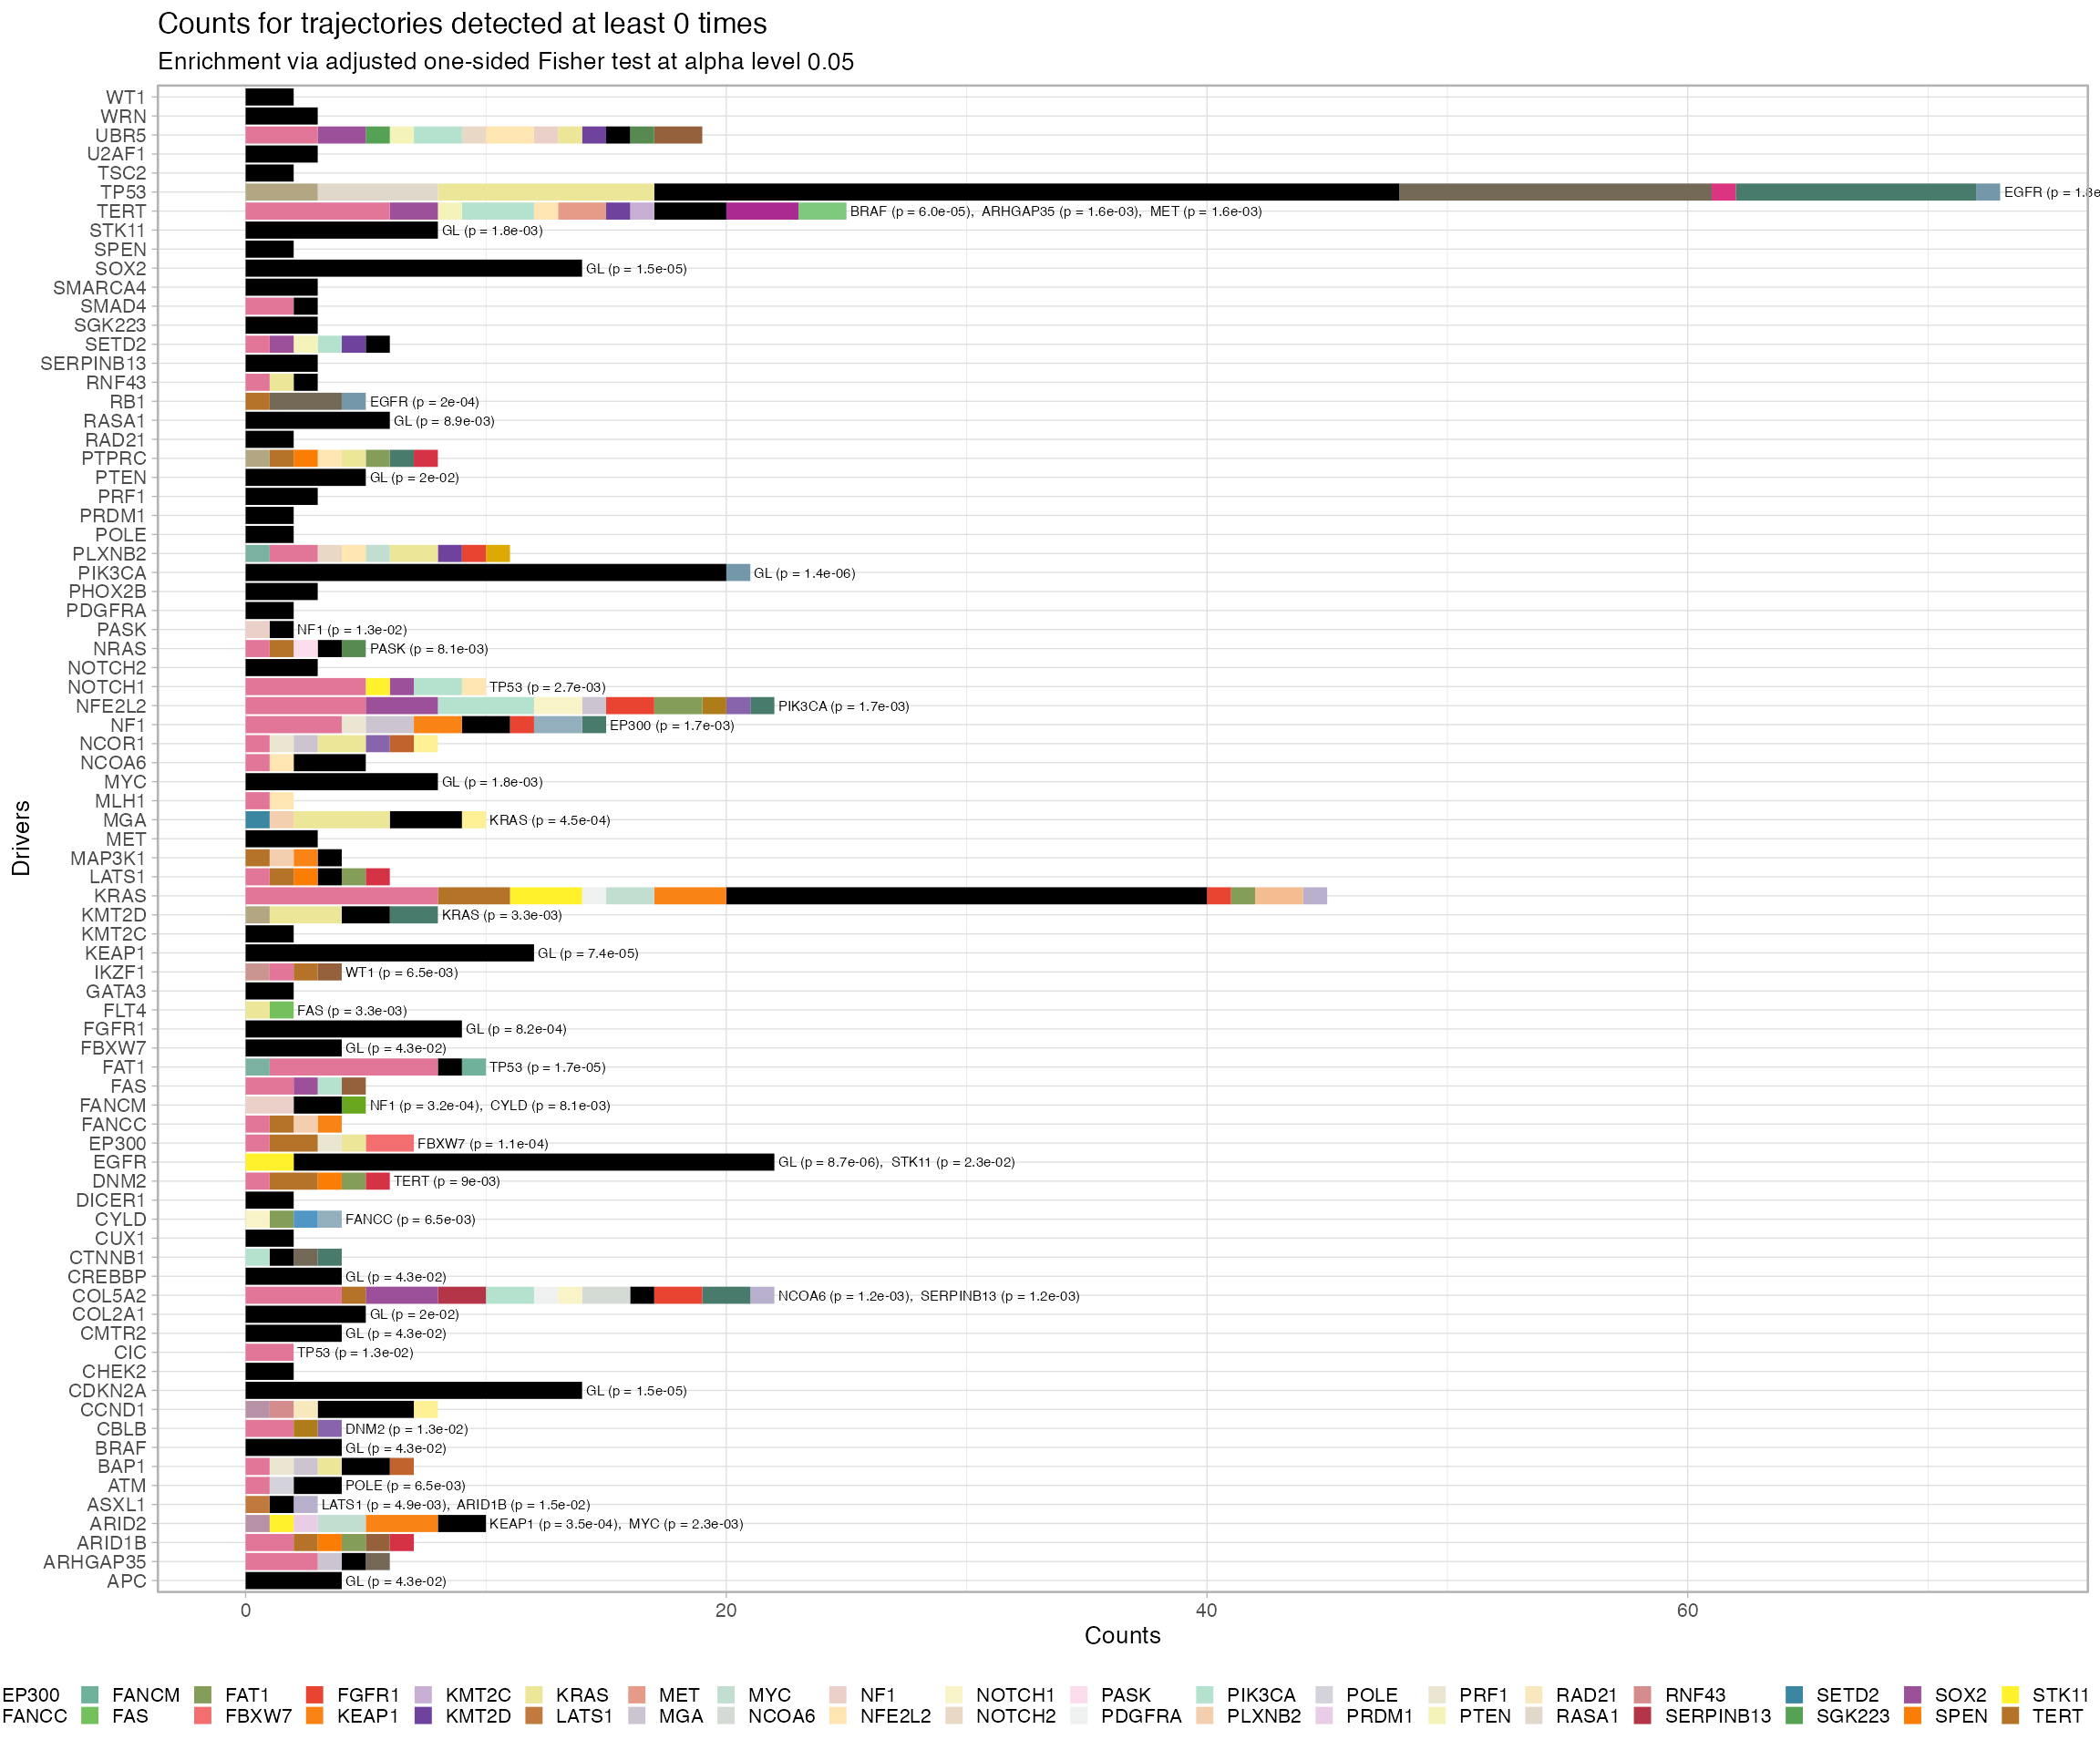 Counts for trajectories detected at least 0 times
Enrichment via adjusted one-sided Fisher test at alpha level 0.05
WT1
WRN
UBR5
U2AF1
TSC2
TP53 EGFR (p = 1.3e
TERT BRAF (p = 6.0e-05), ARHGAP35 (p = 1.6e-03), MET (p = 1.6e-03)
STK11 GL (p = 1.8e-03)
SPEN
SOX2 GL (p = 1.5e-05)
SMARCA4
SMAD4
SGK223
SETD2
SERPINB13
RNF43
RB1 EGFR (p = 2e-04)
RASA1 GL (p = 8.9e-03)
RAD21
PTPRC
PTEN GL (p = 2e-02)
PRF1
PRDM1
POLE
PLXNB2
PIK3CA GL (p = 1.4e-06)
PHOX2B
PDGFRA
PASK NF1 (p = 1.3e-02)
NRAS PASK (p = 8.1e-03)
NOTCH2
NOTCH1 TP53 (p = 2.7e-03)
NFE2L2 PIK3CA (p = 1.7e-03)
NF1 EP300 (p = 1.7e-03)
NCOR1
NCOA6
MYC GL (p = 1.8e-03)
MLH1
MGA KRAS (p = 4.5e-04)
MET
MAP3K1
LATS1
KRAS
KMT2D KRAS (p = 3.3e-03)
KMT2C
KEAP1 GL (p = 7.4e-05)
IKZF1 WT1 (p = 6.5e-03)
GATA3
FLT4 FAS (p = 3.3e-03)
FGFR1 GL (p = 8.2e-04)
FBXW7 GL (p = 4.3e-02)
FAT1 TP53 (p = 1.7e-05)
FAS
FANCM NF1 (p = 3.2e-04), CYLD (p = 8.1e-03)
FANCC
EP300 FBXW7 (p = 1.1e-04)
EGFR GL (p = 8.7e-06), STK11 (p = 2.3e-02)
DNM2 TERT (p = 9e-03)
DICER1
CYLD FANCC (p = 6.5e-03)
CUX1
CTNNB1
CREBBP GL (p = 4.3e-02)
COL5A2 NCOA6 (p = 1.2e-03), SERPINB13 (p = 1.2e-03)
COL2A1 GL (p = 2e-02)
CMTR2 GL (p = 4.3e-02)
CIC TP53 (p = 1.3e-02)
CHEK2
CDKN2A GL (p = 1.5e-05)
CCND1
CBLB DNM2 (p = 1.3e-02)
BRAF GL (p = 4.3e-02)
BAP1
ATM POLE (p = 6.5e-03)
ASXL1 LATS1 (p = 4.9e-03), ARID1B (p = 1.5e-02)
ARID2 KEAP1 (p = 3.5e-04), MYC (p = 2.3e-03)
ARID1B
ARHGAP35
APC GL (p = 4.3e-02)
Drivers
0 20 40 60
Counts
EP300 FANCM FAT1 FGFR1 KMT2C KRAS MET MYC NF1 NOTCH1 PASK PIK3CA POLE PRF1 RAD21 RNF43 SETD2 SOX2 STK11
FANCC FAS FBXW7 KEAP1 KMT2D LATS1 MGA NCOA6 NFE2L2 NOTCH2 PDGFRA PLXNB2 PRDM1 PTEN RASA1 SERPINB13 SGK223 SPEN TERT